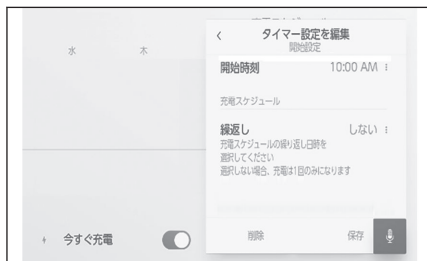 水
木
タイマー設定を編集
開始設定
開始時刻
10:00 AM
充電スケジュール
繰返し
しない
充電スケジュールの繰り返し日時を
選択してください
選択しない場合、充電は1回のみになります
今すぐ充電
削除
保存